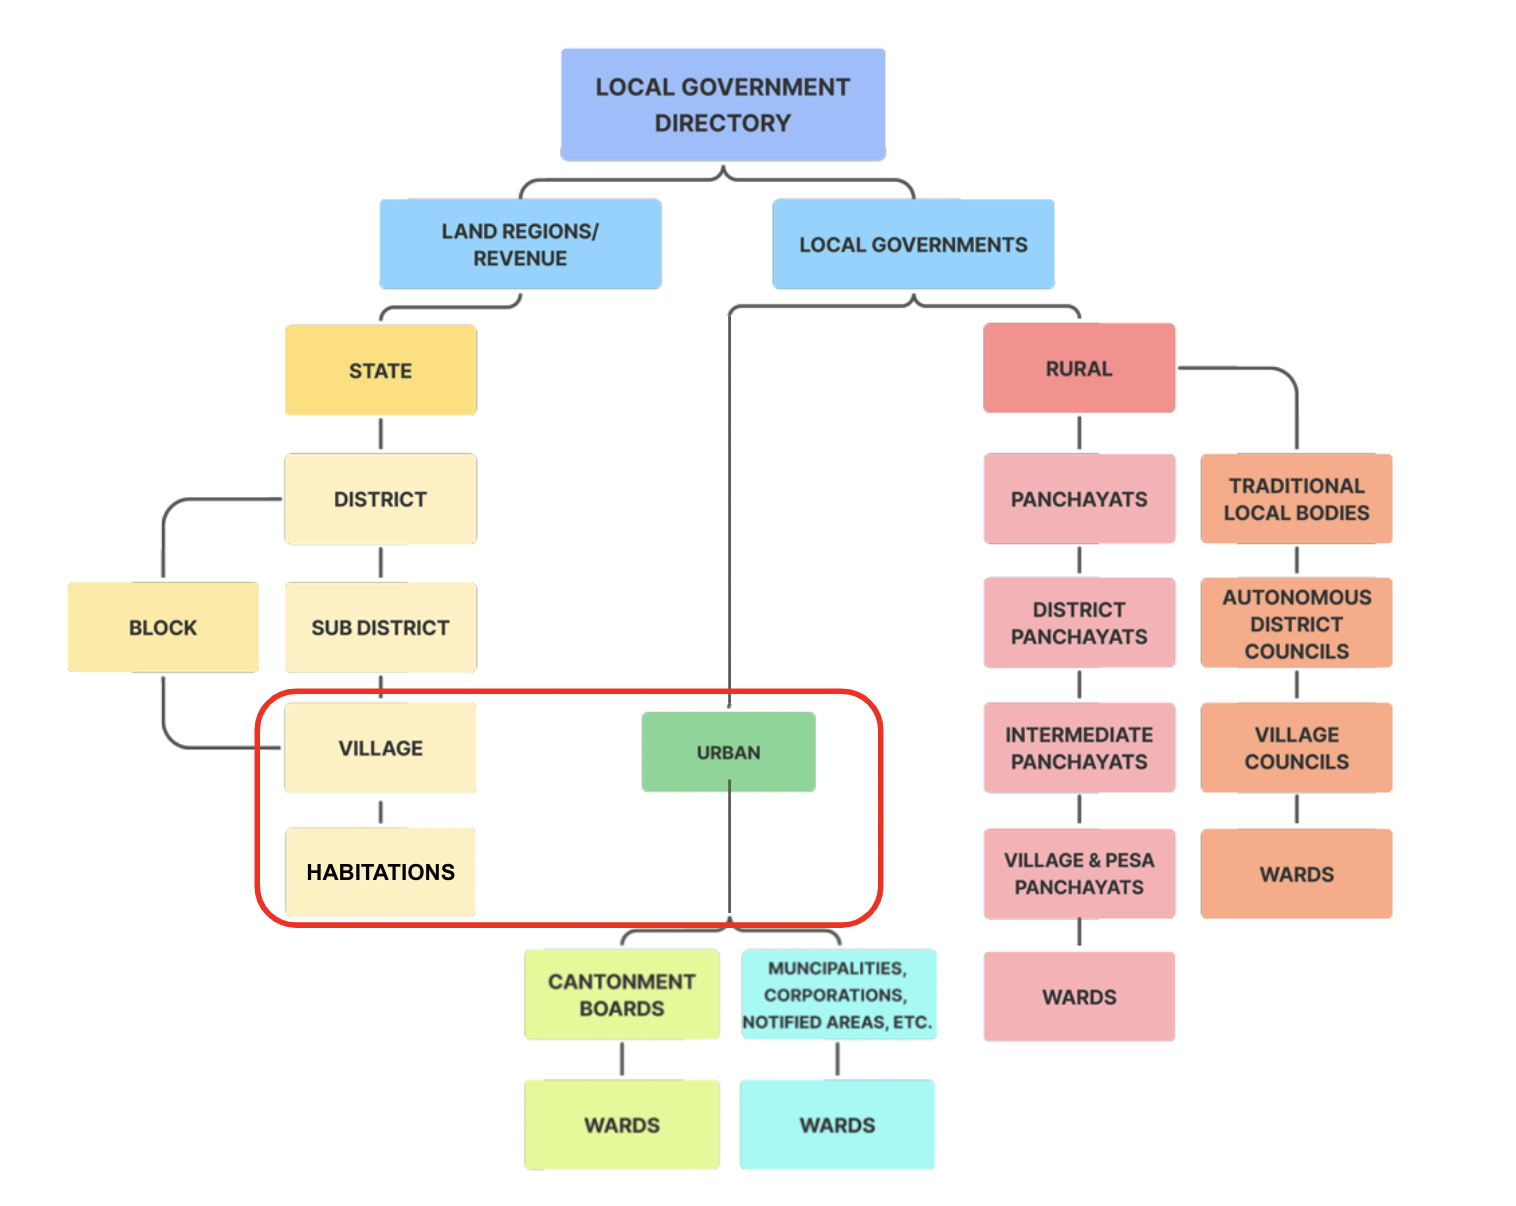 LOCAL GOVERNMENT
DIRECTORY
LAND REGIONS/
REVENUE
LOCAL GOVERNMENTS
STATE
RURAL
DISTRICT
PANCHAYATS
TRADITIONAL
LOCAL BODIES
BLOCK
SUB DISTRICT
DISTRICT
PANCHAYATS
AUTONOMOUS
DISTRICT
COUNCILS
VILLAGE
URBAN
INTERMEDIATE
PANCHAYATS
VILLAGE
COUNCILS
HABITATIONS
VILLAGE & PESA
PANCHAYATS
WARDS
CANTONMENT
BOARDS
MUNCIPALITIES,
CORPORATIONS,
NOTIFIED AREAS, ETC.
WARDS
WARDS
WARDS